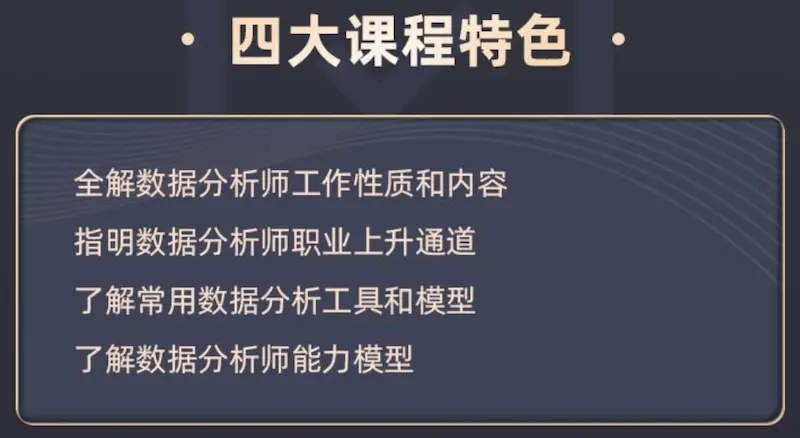 · 四大课程特色 ·
全解数据分析师工作性质和内容
指明数据分析师职业上升通道
了解常用数据分析工具和模型
了解数据分析师能力模型